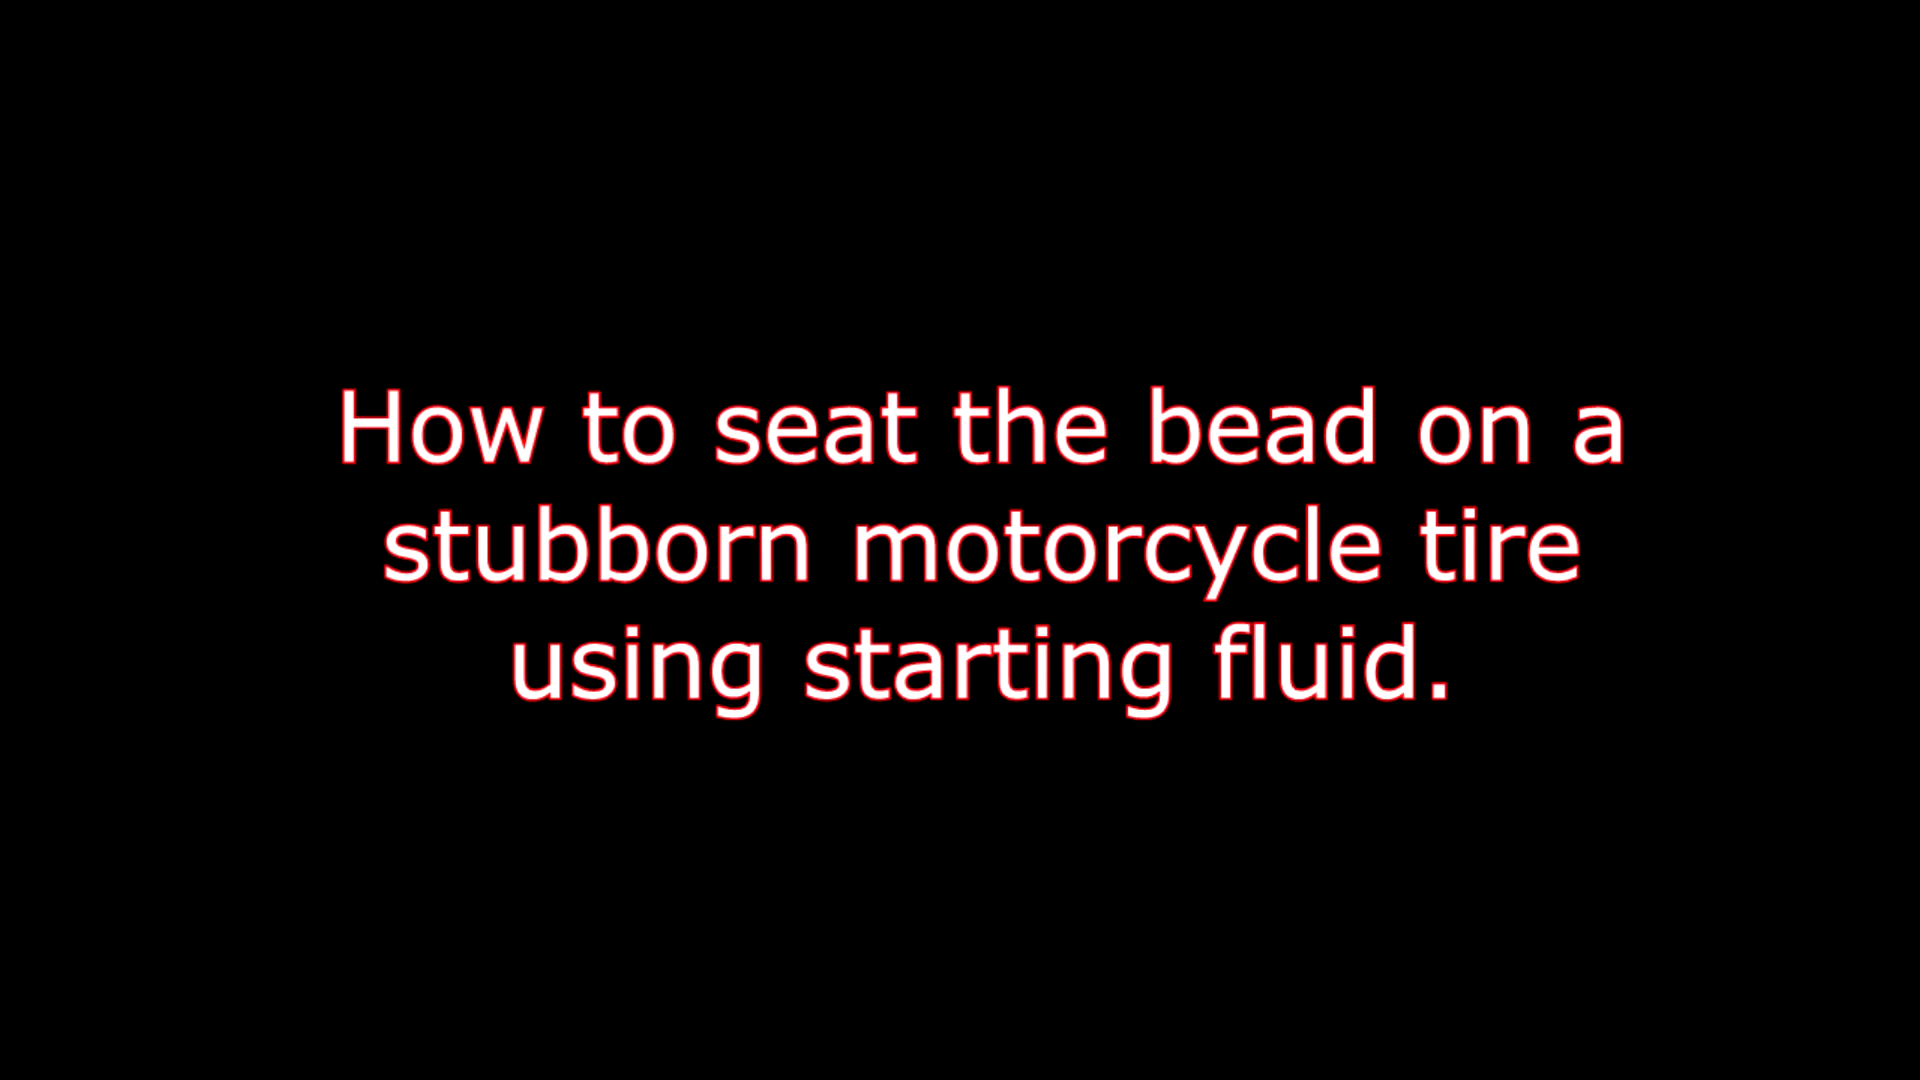 How to seat the bead on a
stubborn motorcycle tire
using starting fluid.